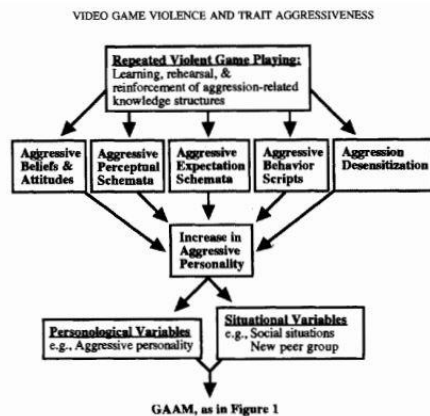 VIDEO GAME VIOLENCE AND TRAIT AGGRESSIVENESS
Repeated Violent Game Playing:
Learning, rehearsal, &
reinforcement of aggression-related
knowledge structures
Aggressive
Beliefs &
Attitudes
Aggressive
Perceptual
Schemata
Aggressive
Expectation
Schemata
Aggressive
Behavior
Scripts
Aggression
Desensitization
Increase in
Aggressive
Personality
Personological Variables
e.g., Aggressive personality
Situational Variables
e.g., Social situations
New peer group
GAAM, as in Figure 1